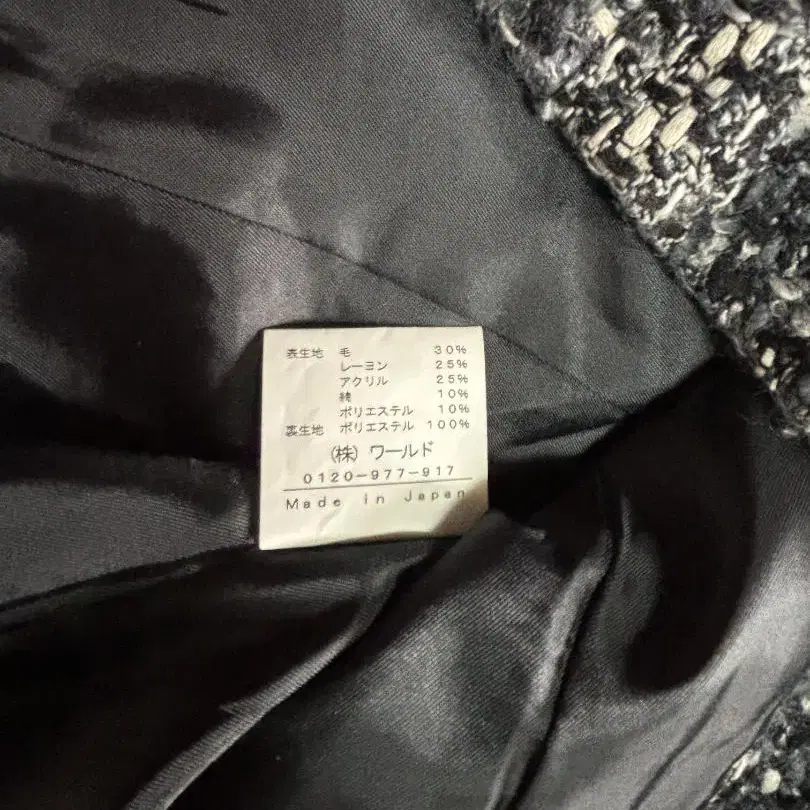 表生地 毛 30%
レーヨン 25%
アクリル 25%
綿 10%
ポリエステル 10%
裏生地 ポリエステル 100%
(株) ワールド
0120-977-917
Made in Japan